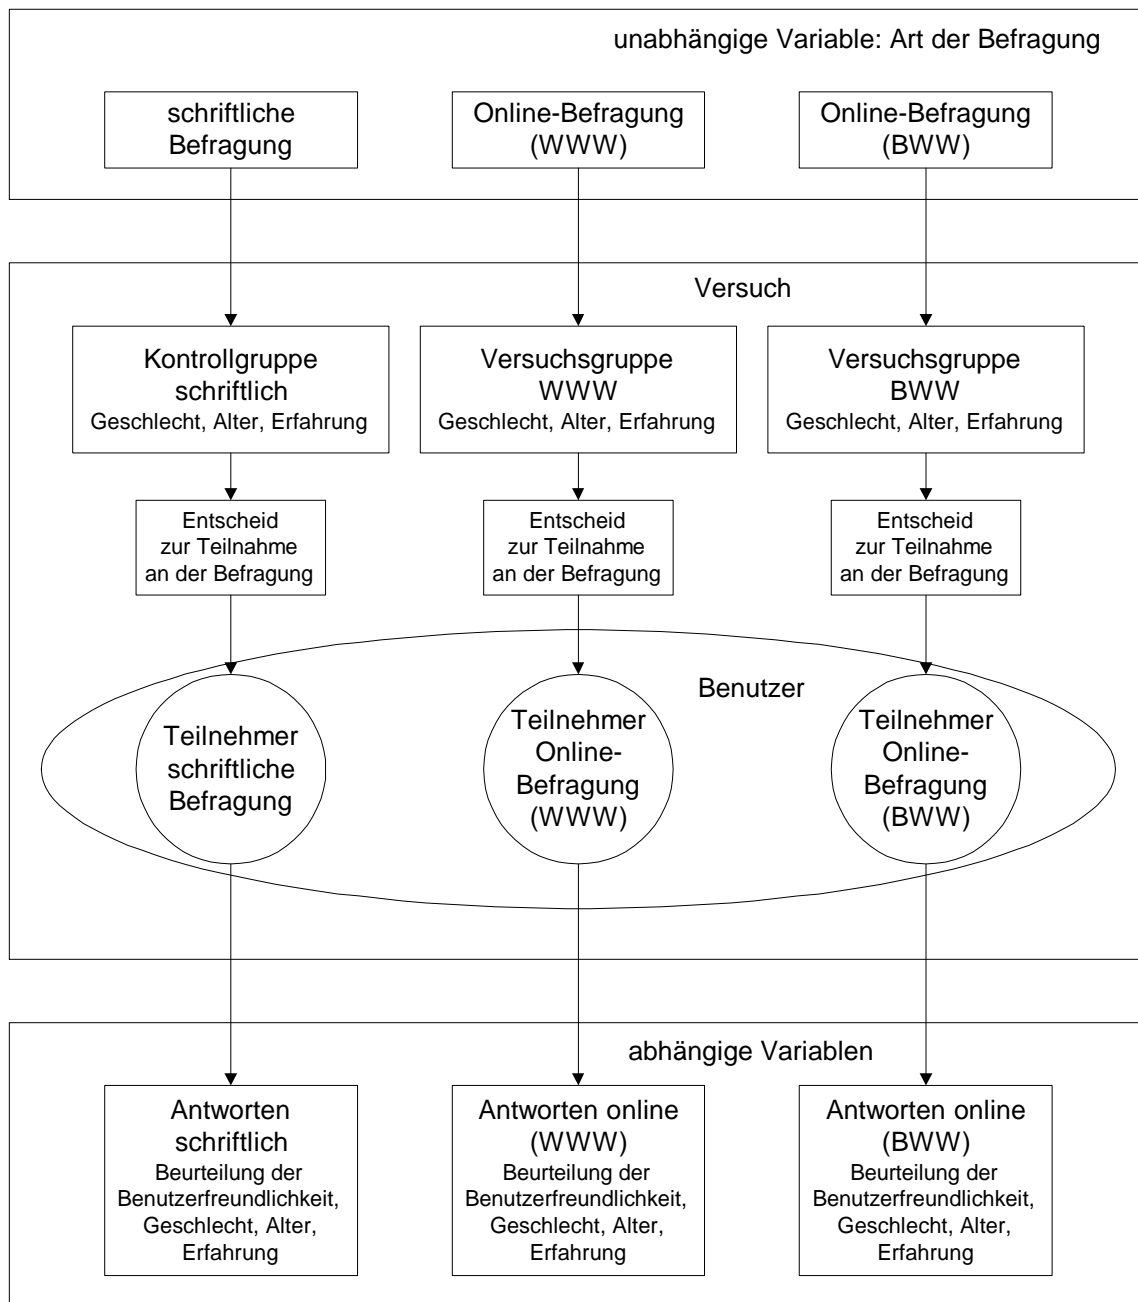 unabhängige Variable: Art der Befragung
schriftliche
Befragung
Online-Befragung
(WWW)
Online-Befragung
(BWW)
Versuch
Kontrollgruppe
schriftlich
Geschlecht, Alter, Erfahrung
Versuchsgruppe
WWW
Geschlecht, Alter, Erfahrung
Versuchsgruppe
BWW
Geschlecht, Alter, Erfahrung
Entscheid
zur Teilnahme
an der Befragung
Entscheid
zur Teilnahme
an der Befragung
Entscheid
zur Teilnahme
an der Befragung
Benutzer
Teilnehmer
schriftliche
Befragung
Teilnehmer
Online-
Befragung
(WWW)
Teilnehmer
Online-
Befragung
(BWW)
abhängige Variablen
Antworten
schriftlich
Beurteilung der
Benutzerfreundlichkeit,
Geschlecht, Alter,
Erfahrung
Antworten online
(WWW)
Beurteilung der
Benutzerfreundlichkeit,
Geschlecht, Alter,
Erfahrung
Antworten online
(BWW)
Beurteilung der
Benutzerfreundlichkeit,
Geschlecht, Alter,
Erfahrung